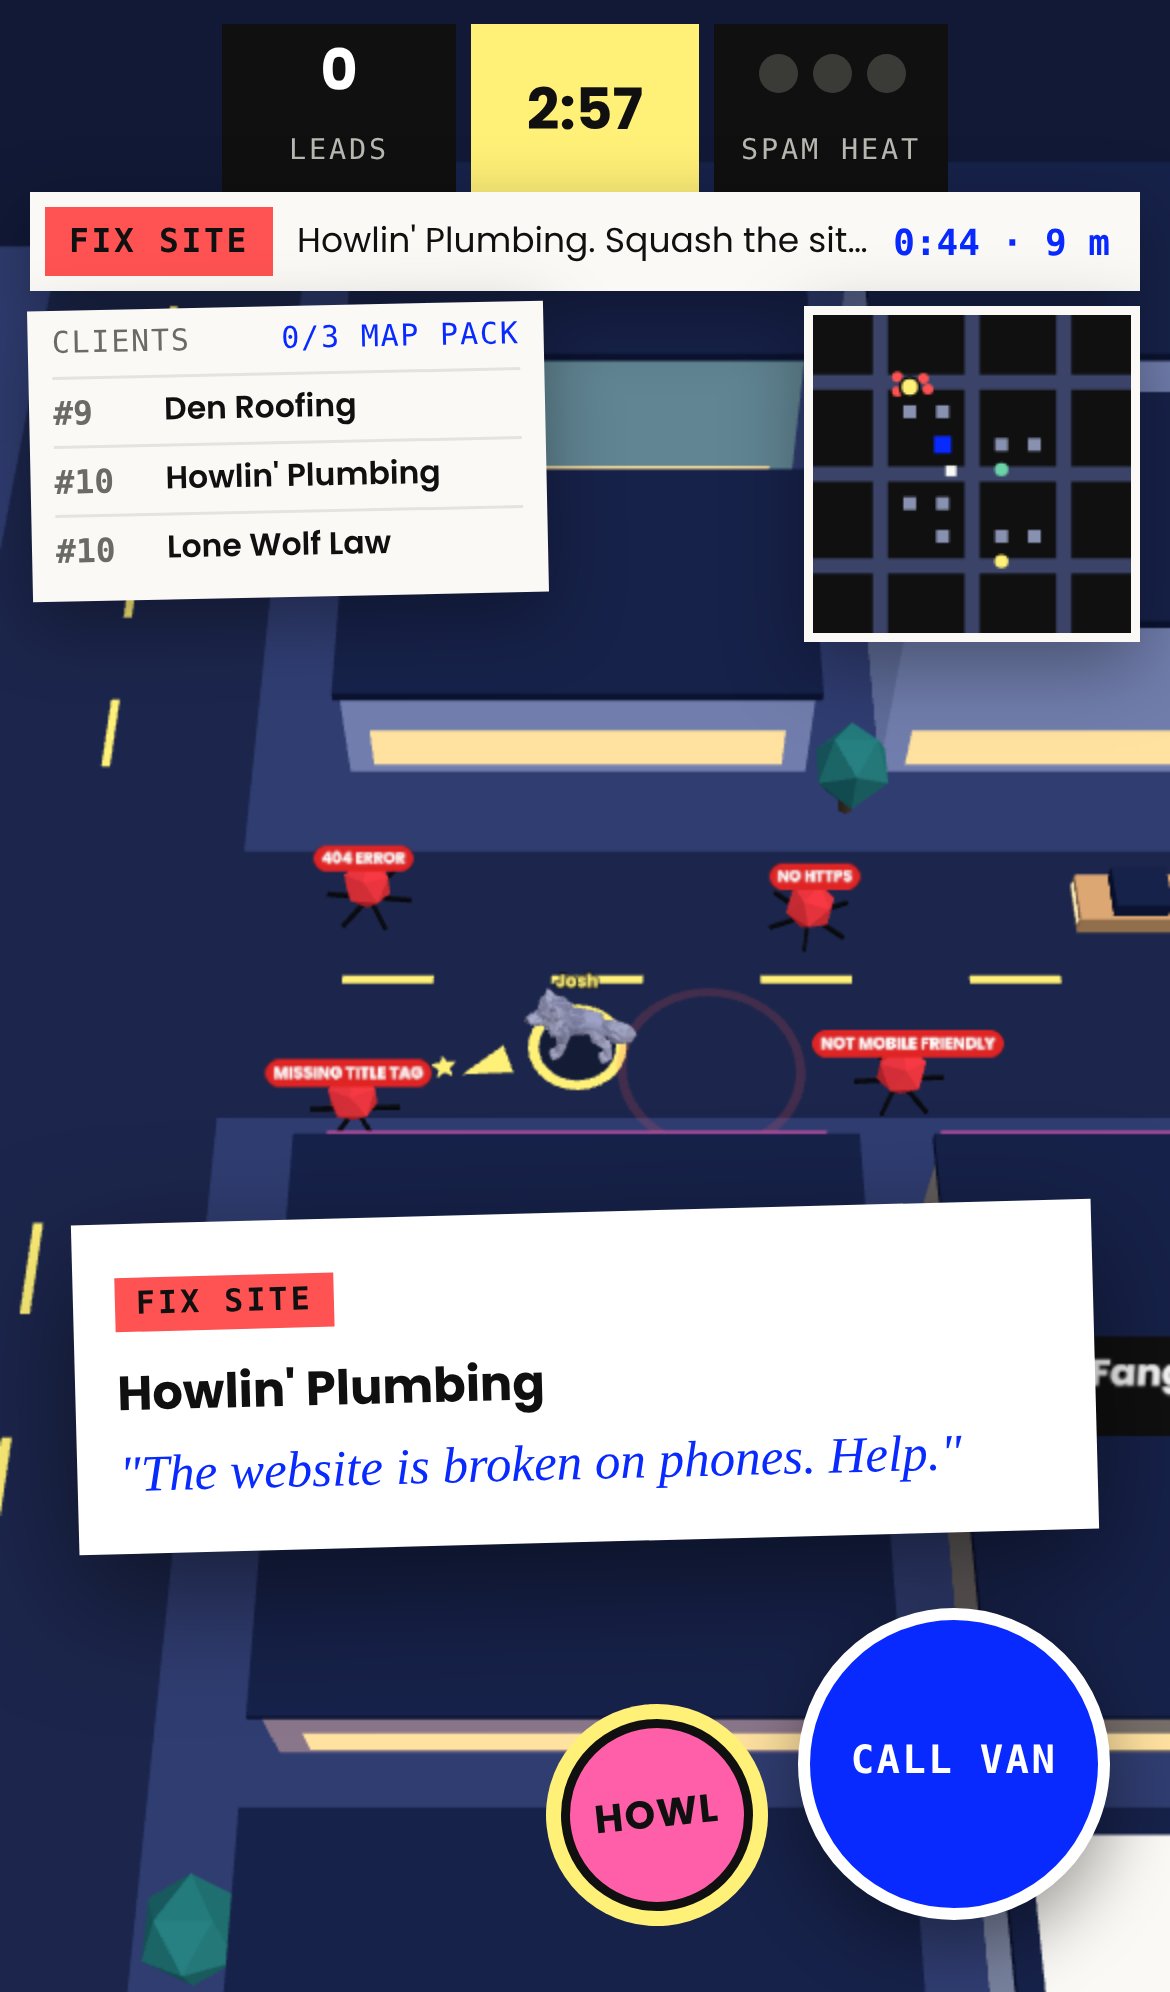 0
LEADS
2:57
SPAM HEAT
FIX SITE
Howlin' Plumbing. Squash the sit...
0:44 · 9 m
CLIENTS
0/3 MAP PACK
#9 Den Roofing
#10 Howlin' Plumbing
#10 Lone Wolf Law
404 ERROR
NO HTTPS
Josh
NOT MOBILE FRIENDLY
MISSING TITLE TAG
FIX SITE
Howlin' Plumbing
"The website is broken on phones. Help."
Fang
HOWL
CALL VAN